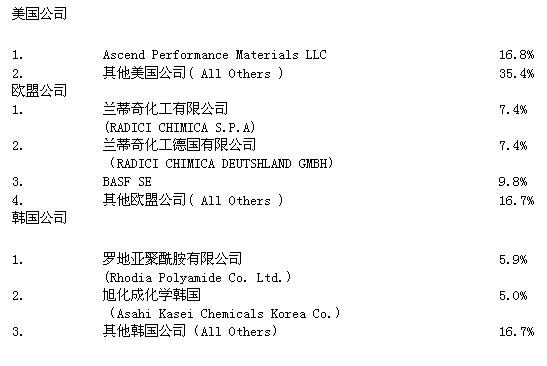 美国公司
1. Ascend Performance Materials LLC 16.8%
2. 其他美国公司( All Others ) 35.4%
欧盟公司
1. 兰蒂奇化工有限公司 7.4%
(RADICI CHIMICA S.P.A)
2. 兰蒂奇化工德国有限公司 7.4%
（RADICI CHIMICA DEUTSHLAND GMBH)
3. BASF SE 9.8%
4. 其他欧盟公司( All Others ) 16.7%
韩国公司
1. 罗地亚聚酰胺有限公司 5.9%
(Rhodia Polyamide Co. Ltd.)
2. 旭化成化学韩国 5.0%
（Asahi Kasei Chemicals Korea Co.)
3. 其他韩国公司（All Others) 16.7%